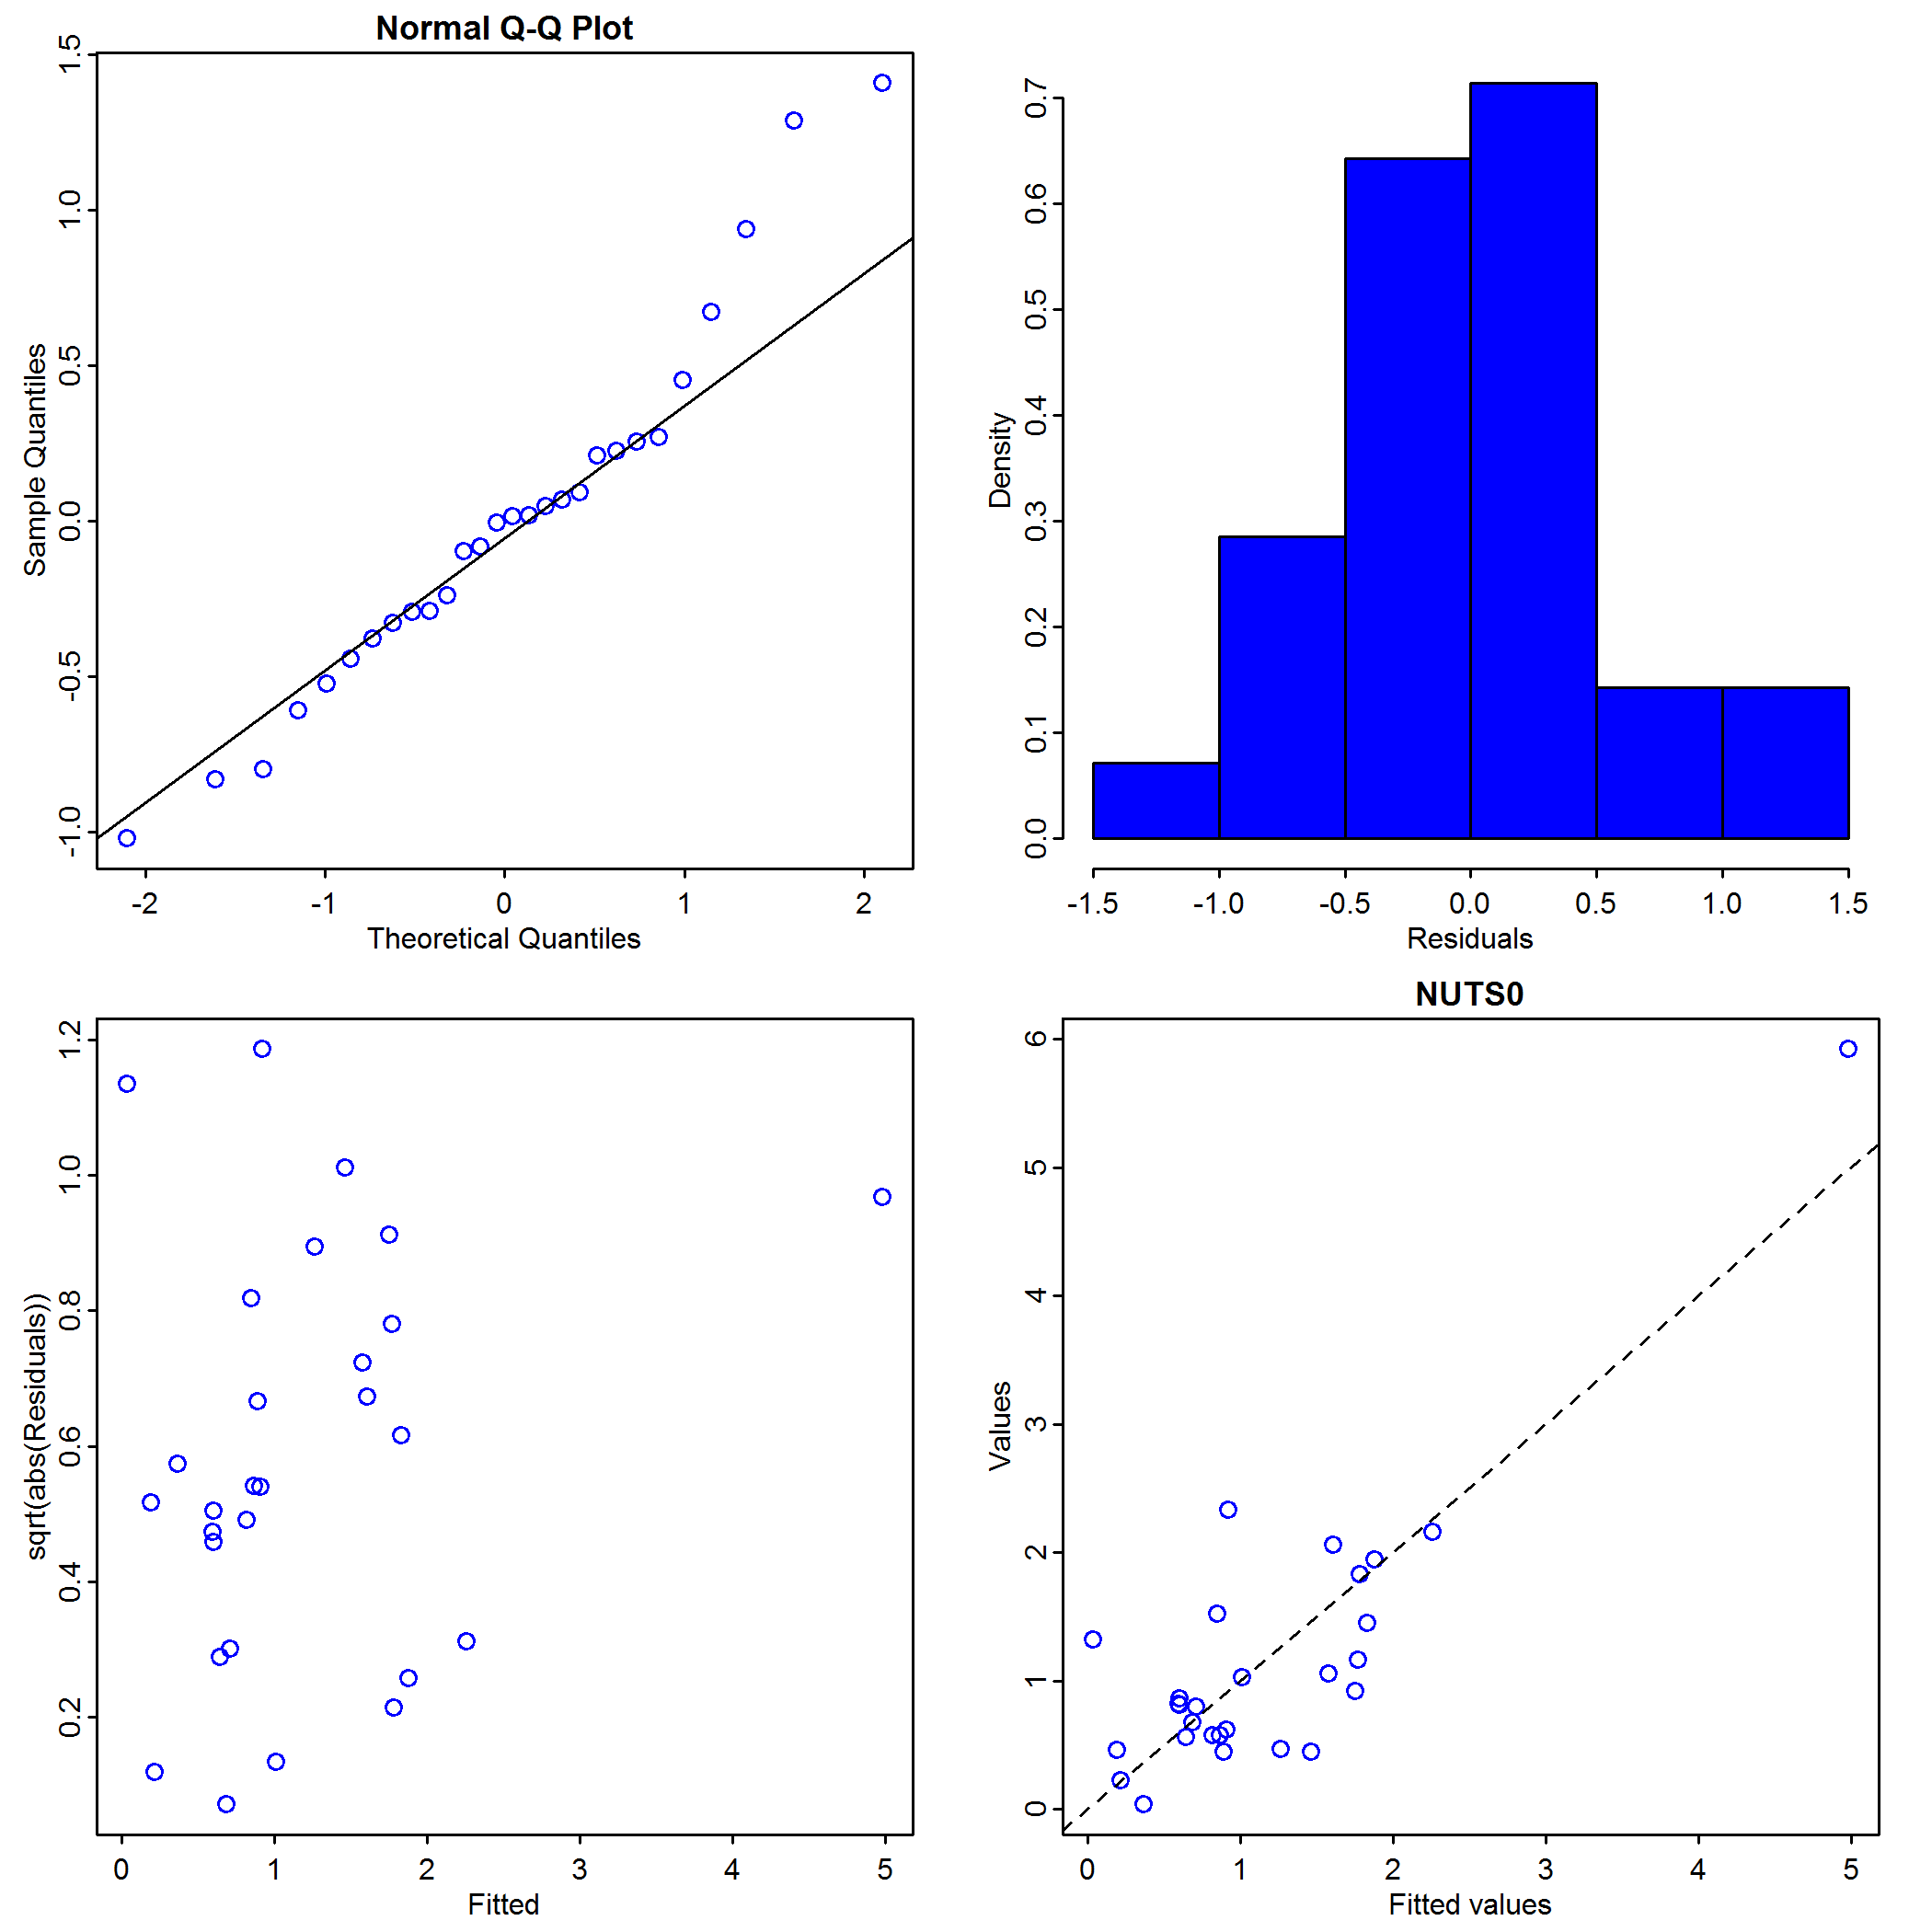 Normal Q-Q Plot
1.5
1.0
0.5
0.0
-0.5
-1.0
Sample Quantiles
-2 -1 0 1 2
Theoretical Quantiles
0.7
0.6
0.5
0.4
0.3
0.2
0.1
0.0
Density
-1.5 -1.0 -0.5 0.0 0.5 1.0 1.5
Residuals
1.2
1.0
0.8
0.6
0.4
0.2
sqrt(abs(Residuals))
0 1 2 3 4 5
Fitted
NUTS0
6
5
4
3
2
1
0
Values
0 1 2 3 4 5
Fitted values